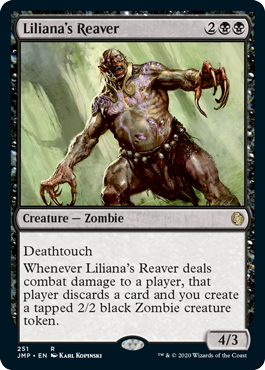 Liliana's Reaver 2
Creature — Zombie
Deathtouch
Whenever Liliana's Reaver deals
combat damage to a player, that
player discards a card and you create
a tapped 2/2 black Zombie creature
token.
4/3
251 R
JMP • EN KARL KOPINSKI ™ & © 2020 Wizards of the Coast